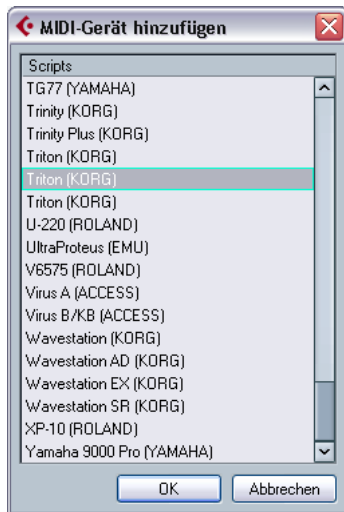 MIDI-Gerät hinzufügen
Scripts
TG77 (YAMAHA)
Trinity (KORG)
Trinity Plus (KORG)
Triton (KORG)
Triton (KORG)
Triton (KORG)
U-220 (ROLAND)
UltraProteus (EMU)
V6575 (ROLAND)
Virus A (ACCESS)
Virus B/KB (ACCESS)
Wavestation (KORG)
Wavestation AD (KORG)
Wavestation EX (KORG)
Wavestation SR (KORG)
XP-10 (ROLAND)
Yamaha 9000 Pro (YAMAHA)
OK Abbrechen